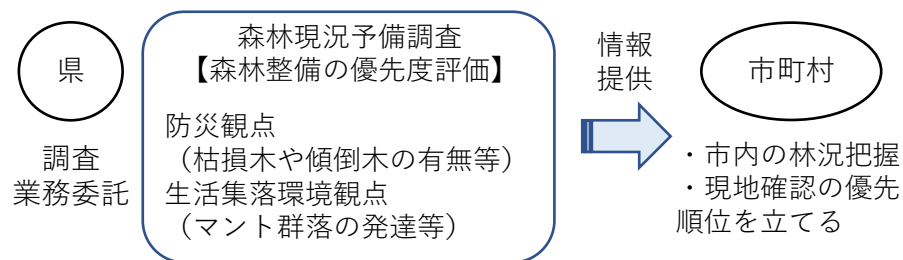 県
調査
業務委託
森林現況予備調査
【森林整備の優先度評価】
防災観点
(枯損木や傾倒木の有無等)
生活集落環境観点
(マント群落の発達等)
情報
提供
市町村
・市内の林況把握
・現地確認の優先
順位を立てる